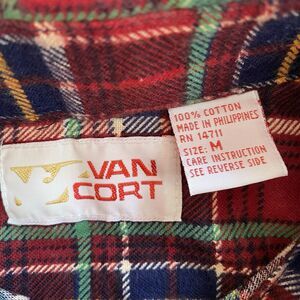 VAN
CORT
100% COTTON
MADE IN PHILIPPINES
RN 14711
SIZE: M
CARE INSTRUCTION
SEE REVERSE SIDE